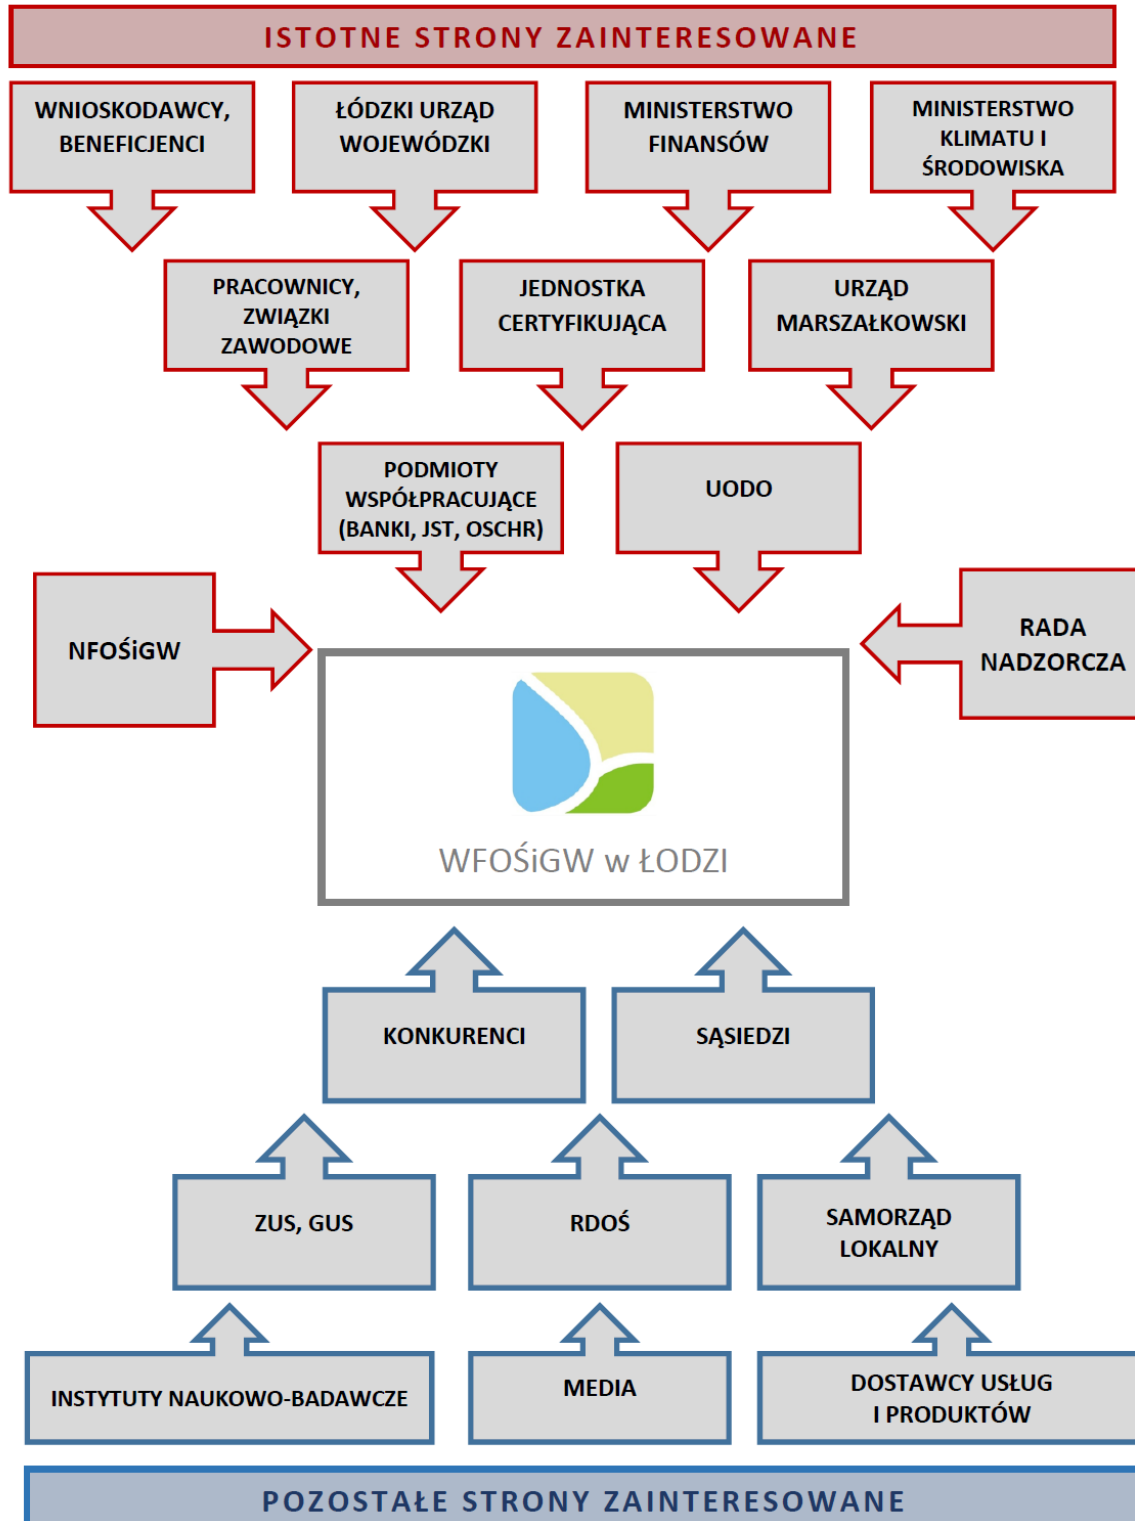 ISTOTNE STRONY ZAINTERESOWANE
WNIOSKODAWCY,
BENEFICJENCI
ŁÓDZKI URZĄD
WOJEWÓDZKI
MINISTERSTWO
FINANSÓW
MINISTERSTWO
KLIMATU I
ŚRODOWISKA
PRACOWNICY,
ZWIĄZKI
ZAWODOWE
JEDNOSTKA
CERTYFIKUJĄCA
URZĄD
MARSZAŁKOWSKI
PODMIOTY
WSPÓŁPRACUJĄCE
(BANKI, JST, OSCHR)
UODO
NFOŚiGW
RADA
NADZORCZA
WFOŚiGW w ŁODZI
KONKURENCI
SĄSIEDZI
ZUS, GUS
RDOŚ
SAMORZĄD
LOKALNY
INSTYTUTY NAUKOWO-BADAWCZE
MEDIA
DOSTAWCY USŁUG
I PRODUKTÓW
POZOSTAŁE STRONY ZAINTERESOWANE